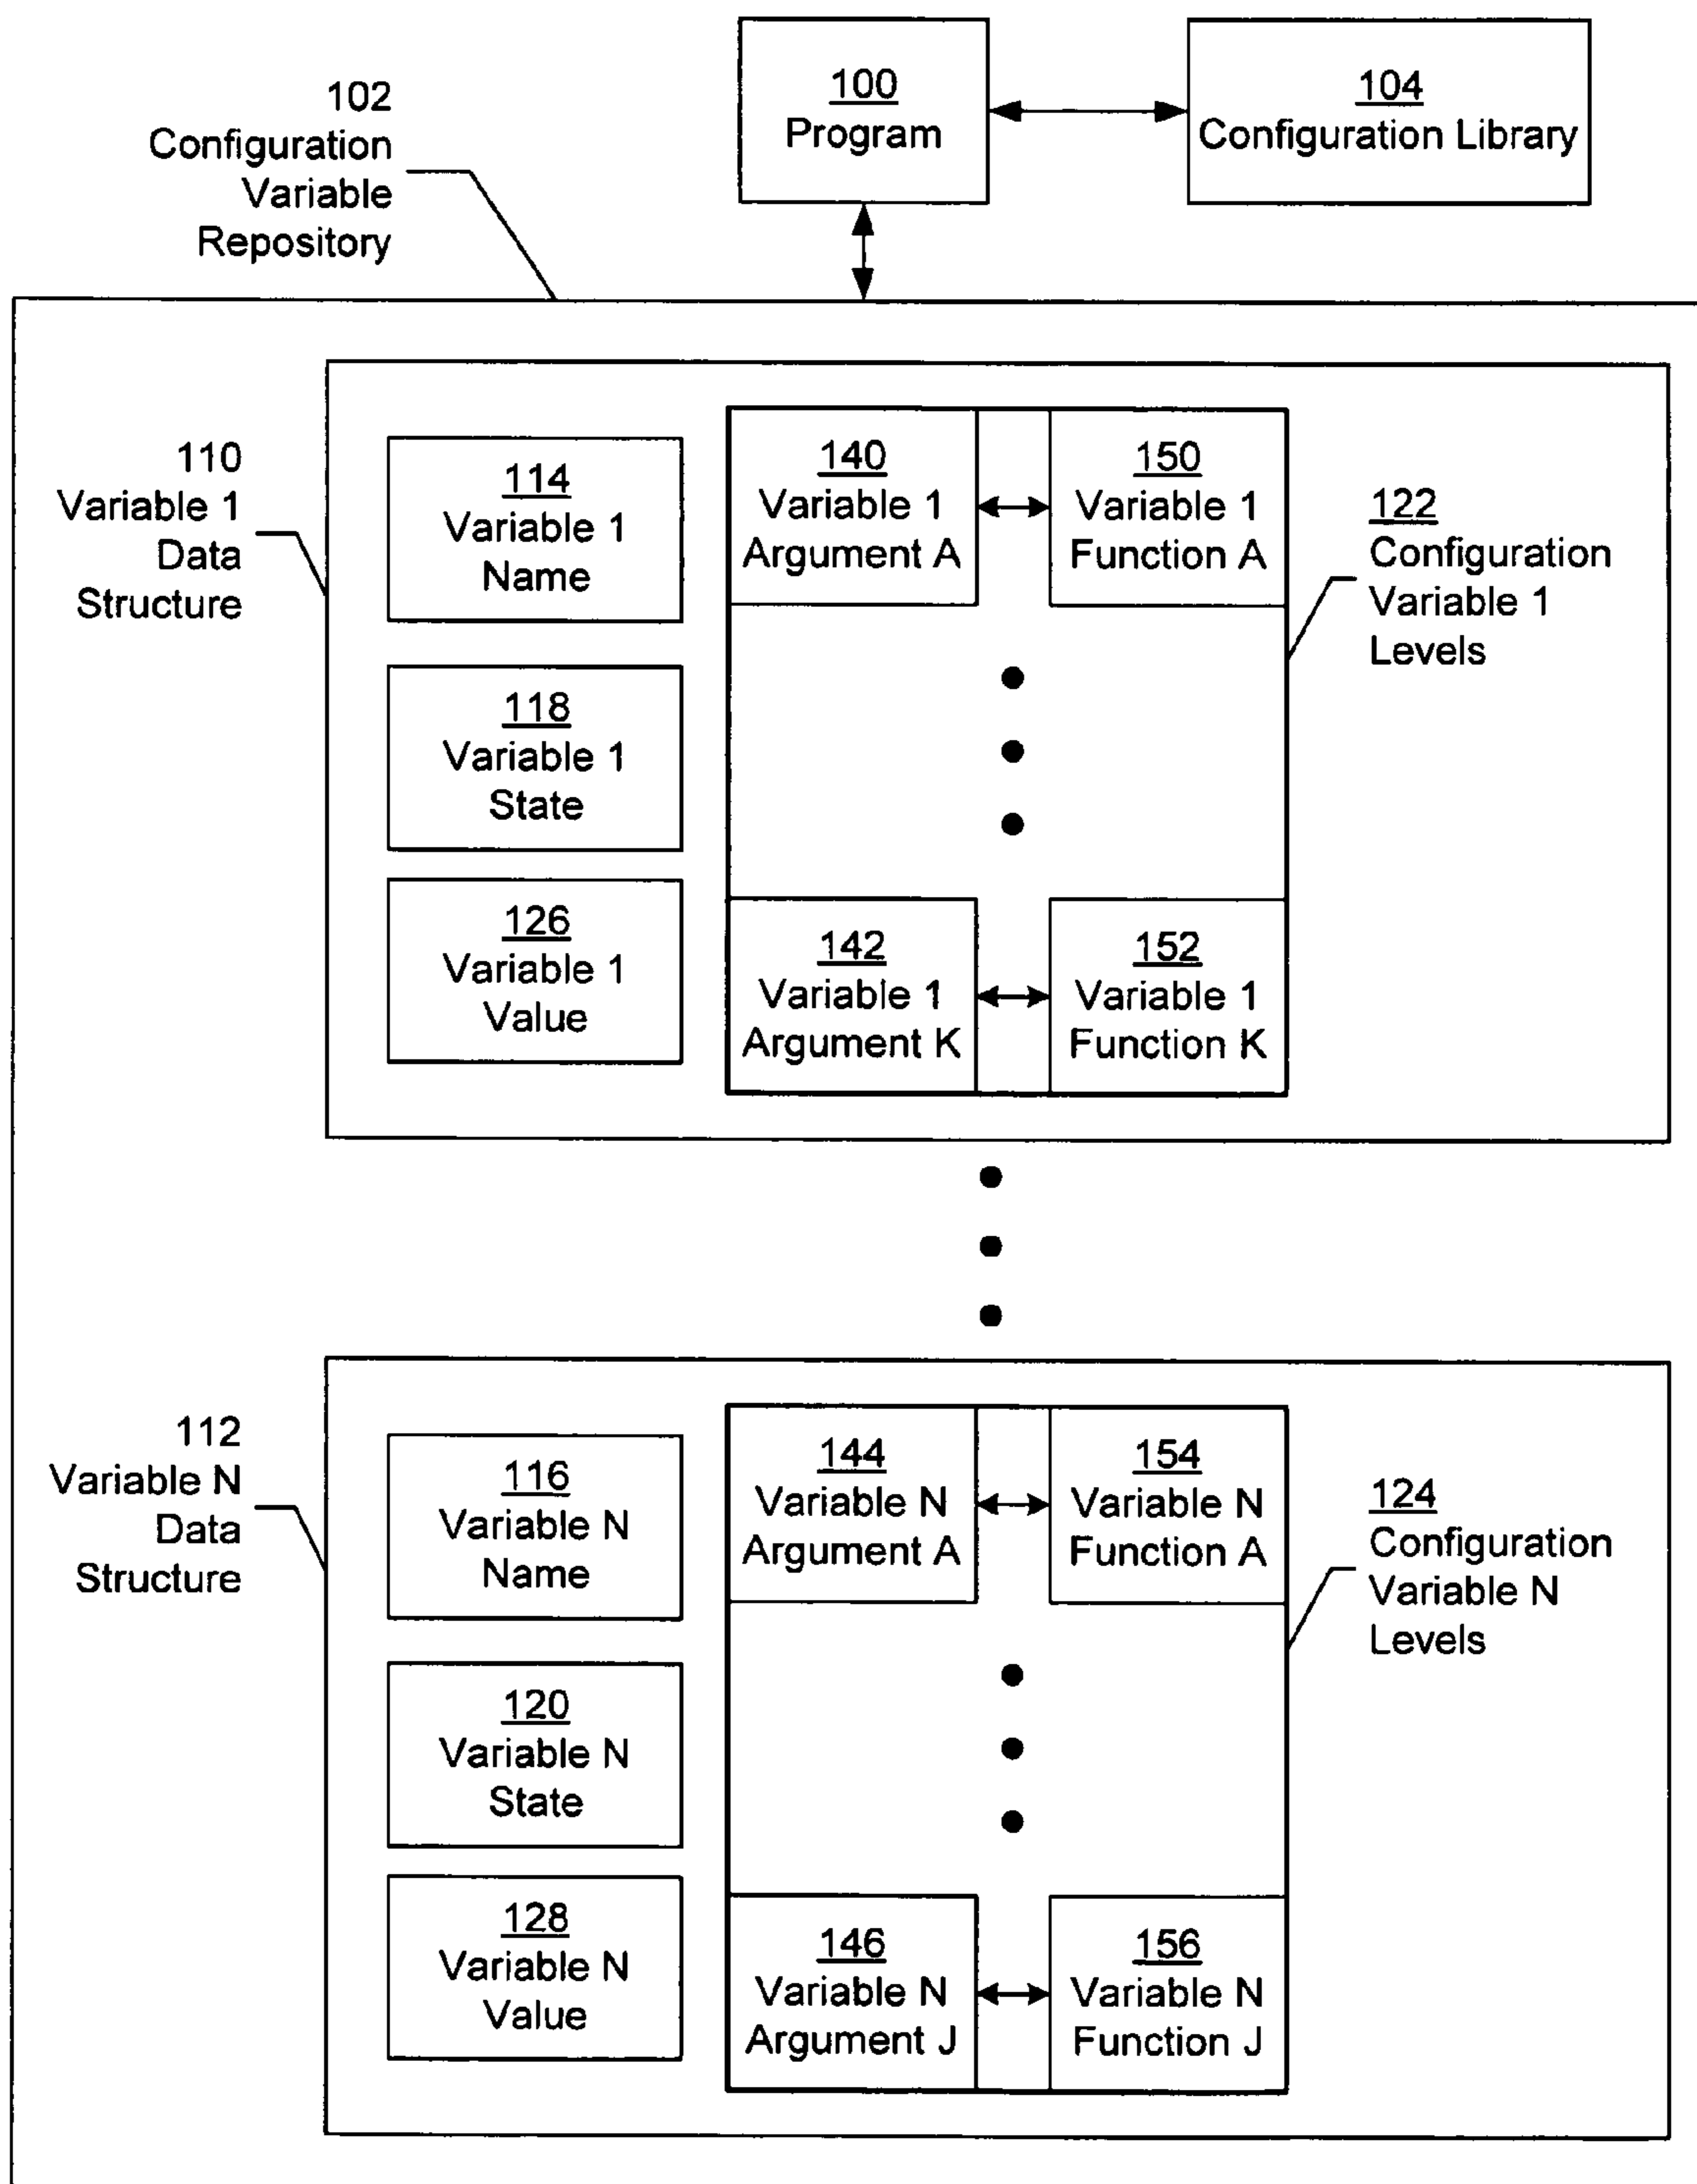 100
Program
104
Configuration Library
102
Configuration
Variable
Repository
110
Variable 1
Data
Structure
114
Variable 1
Name
118
Variable 1
State
126
Variable 1
Value
140
Variable 1
Argument A
150
Variable 1
Function A
142
Variable 1
Argument K
152
Variable 1
Function K
122
Configuration
Variable 1
Levels
112
Variable N
Data
Structure
116
Variable N
Name
120
Variable N
State
128
Variable N
Value
144
Variable N
Argument A
154
Variable N
Function A
146
Variable N
Argument J
156
Variable N
Function J
124
Configuration
Variable N
Levels